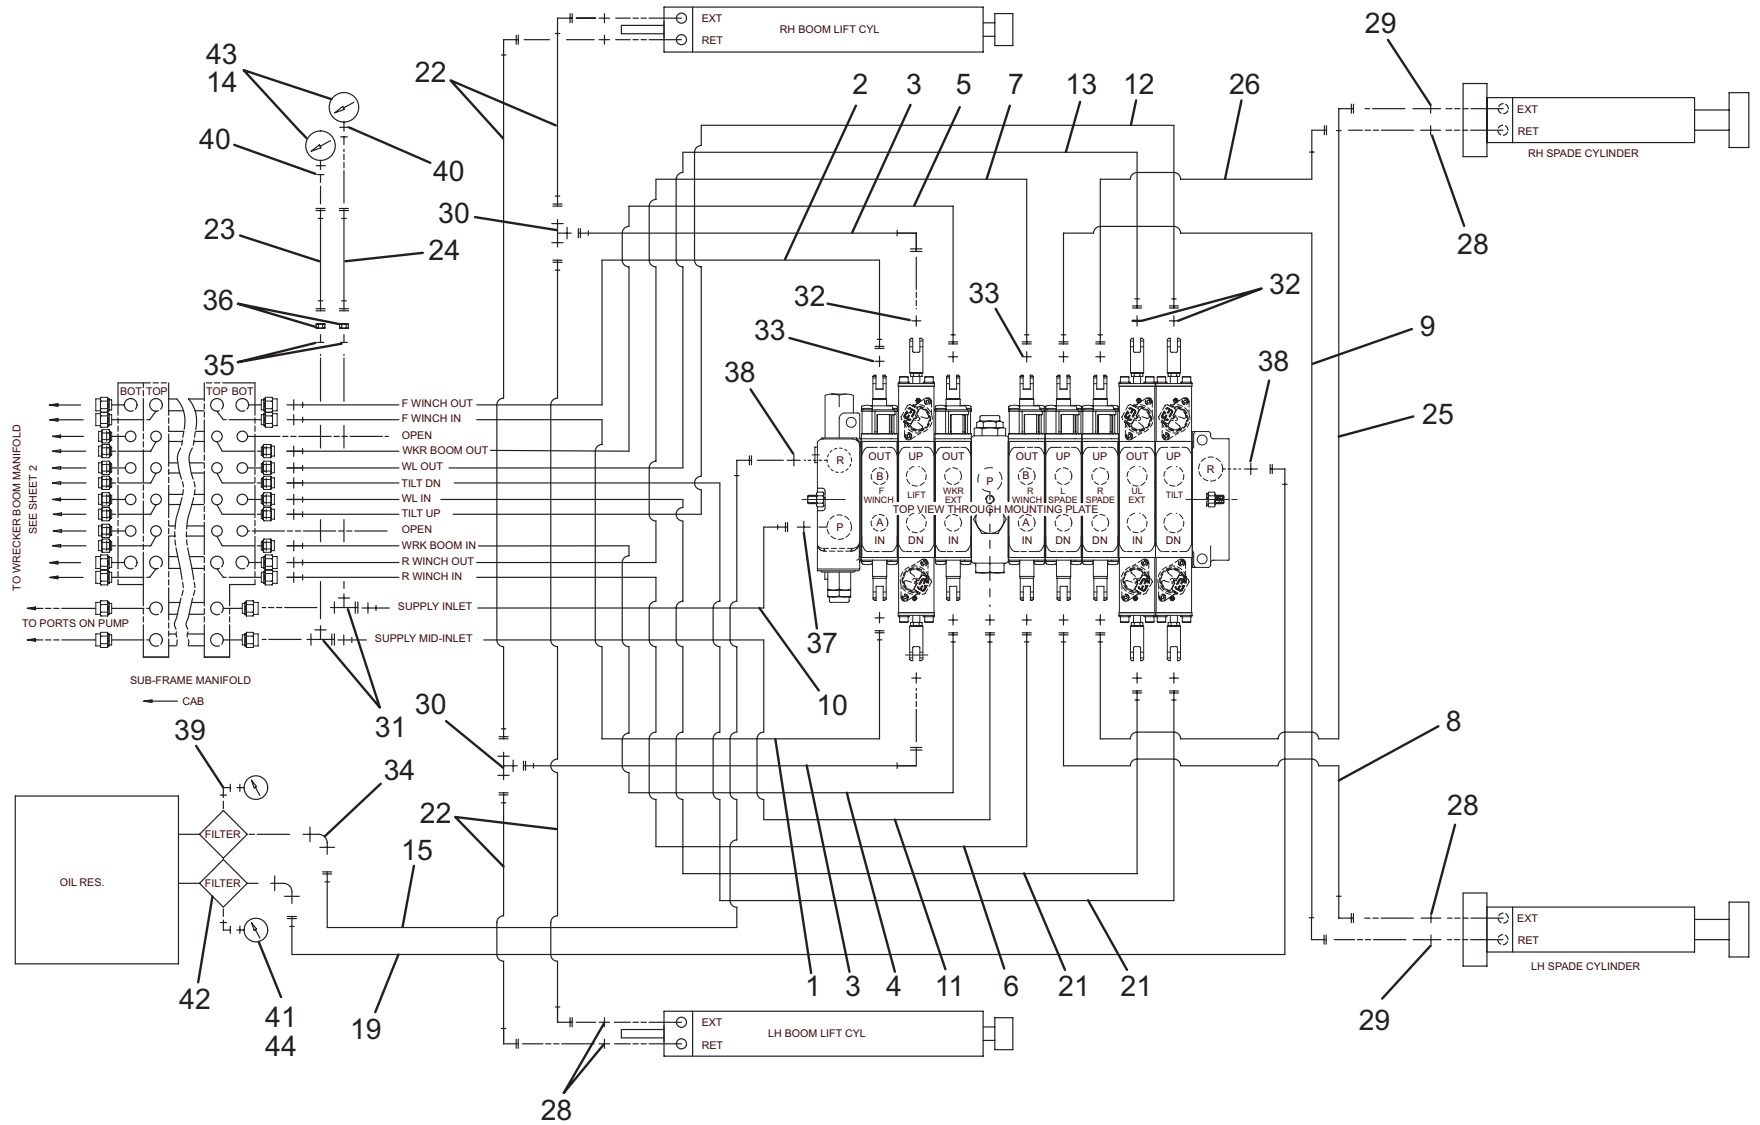 EXT
RH BOOM LIFT CYL
RET
29
43
14
22
2
3
5
7
13
12
26
EXT
RET
RH SPADE CYLINDER
40
40
30
23
24
28
36
32
33
33
32
9
35
38
38
25
BOT TOP
TOP BOT
TO WRECKER BOOM MANIFOLD
SEE SHEET 2
F WINCH OUT
F WINCH IN
OPEN
WKR BOOM OUT
WL OUT
TILT DN
WL IN
TILT UP
OPEN
WRK BOOM IN
R WINCH OUT
R WINCH IN
SUPPLY INLET
SUPPLY MID-INLET
TO PORTS ON PUMP
SUB-FRAME MANIFOLD
CAB
R
OUT
UP
OUT
OUT
UP
UP
OUT
UP
R
B
P
B
F
WINCH
LIFT
WKR
EXT
R
WINCH
L
SPADE
R
SPADE
UL
EXT
TILT
TOP VIEW THROUGH MOUNTING PLATE
P
A
A
IN
DN
IN
IN
DN
DN
IN
DN
37
10
31
30
8
39
34
FILTER
OIL RES.
FILTER
15
22
28
42
41
44
19
1
3
4
11
6
21
21
EXT
RET
LH SPADE CYLINDER
29
EXT
LH BOOM LIFT CYL
RET
28